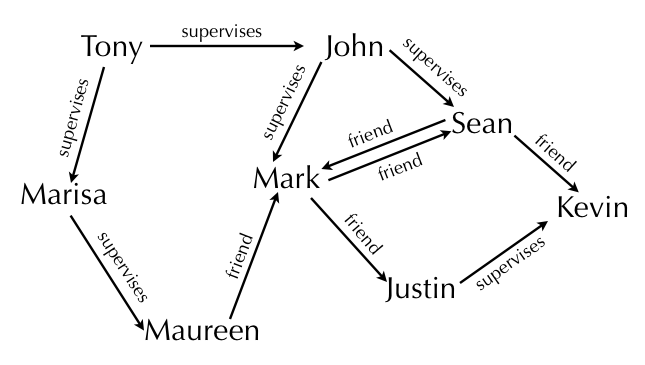 supervises
Tony
John
supervises
supervises
supervises
Sean
friend
friend
friend
Mark
Marisa
Kevin
friend
supervises
friend
supervises
Justin
Maureen